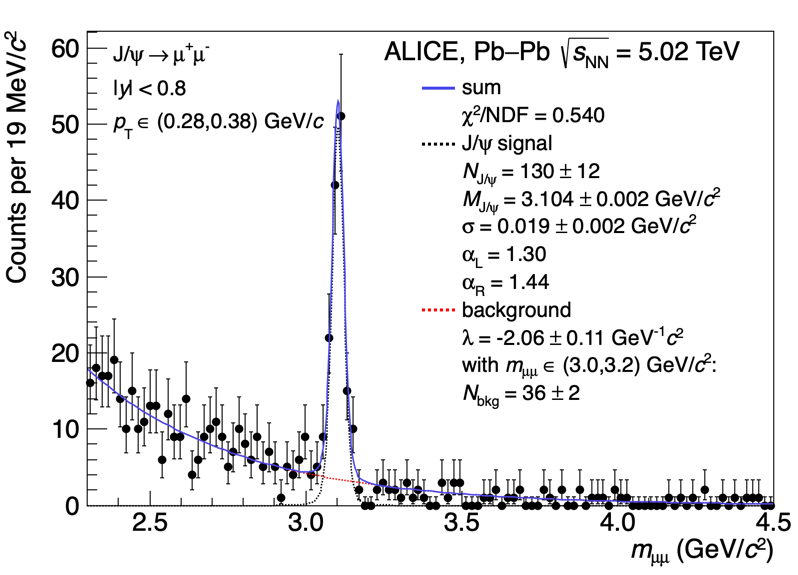 Counts per 19 MeV/c²
60
50
40
30
20
10
0
J/ψ → μ⁺μ⁻
|y| < 0.8
p_T ∈ (0.28,0.38) GeV/c
ALICE, Pb–Pb √s_NN = 5.02 TeV
sum
χ²/NDF = 0.540
J/ψ signal
N_J/ψ = 130 ± 12
M_J/ψ = 3.104 ± 0.002 GeV/c²
σ = 0.019 ± 0.002 GeV/c²
α_L = 1.30
α_R = 1.44
background
λ = -2.06 ± 0.11 GeV⁻¹c²
with m_μμ ∈ (3.0,3.2) GeV/c²:
N_bkg = 36 ± 2
2.5 3.0 3.5 4.0 4.5
m_μμ (GeV/c²)